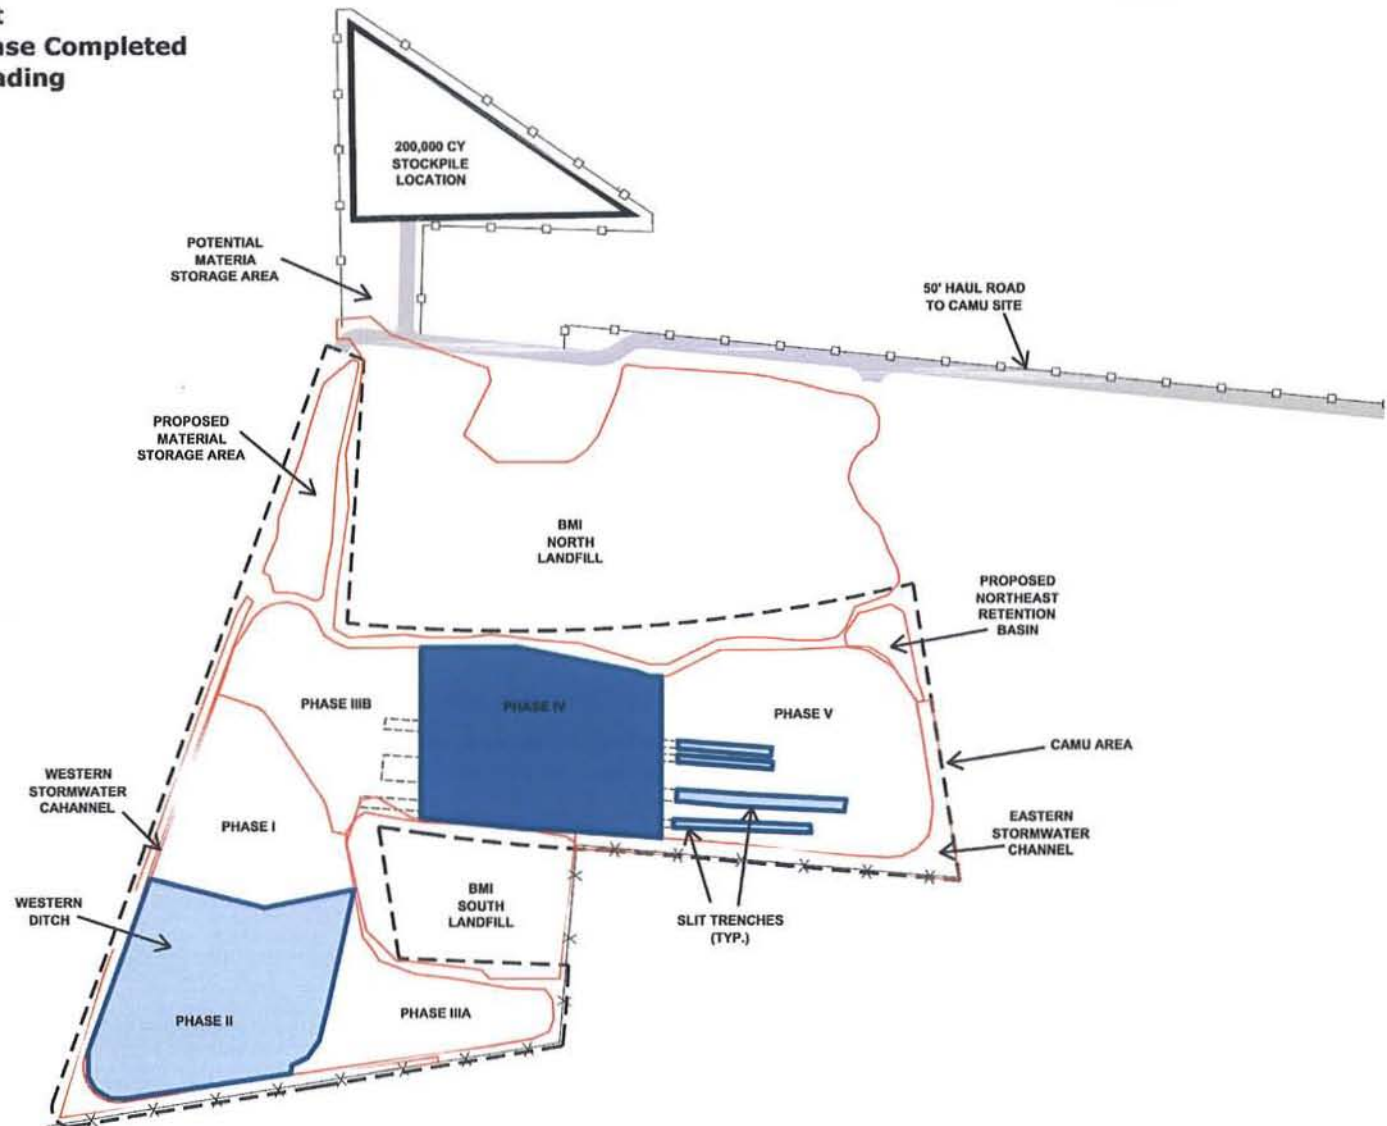 ase Completed
ading
200,000 CY
STOCKPILE
LOCATION
POTENTIAL
MATERIA
STORAGE AREA
50' HAUL ROAD
TO CAMU SITE
PROPOSED
MATERIAL
STORAGE AREA
BMI
NORTH
LANDFILL
PROPOSED
NORTHEAST
RETENTION
BASIN
PHASE IIIB
PHASE IV
PHASE V
CAMU AREA
WESTERN
STORMWATER
CAHANNEL
PHASE I
EASTERN
STORMWATER
CHANNEL
BMI
SOUTH
LANDFILL
WESTERN
DITCH
SLIT TRENCHES
(TYP.)
PHASE II
PHASE IIIA